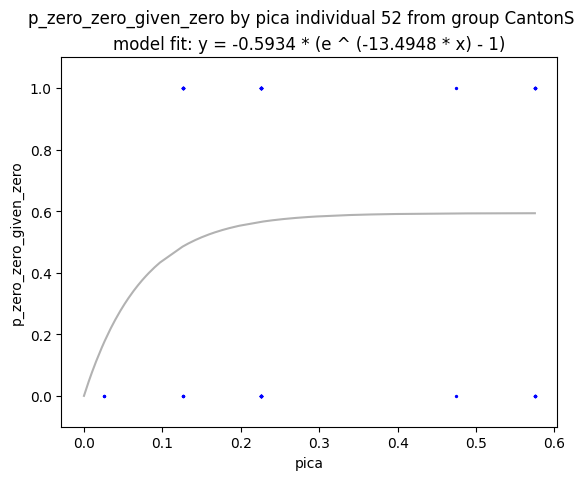 p_zero_zero_given_zero by pica individual 52 from group CantonS
model fit: y = -0.5934 * (e ^ (-13.4948 * x) - 1)
1.0
0.8
0.6
0.4
0.2
0.0
p_zero_zero_given_zero
0.0 0.1 0.2 0.3 0.4 0.5 0.6
pica